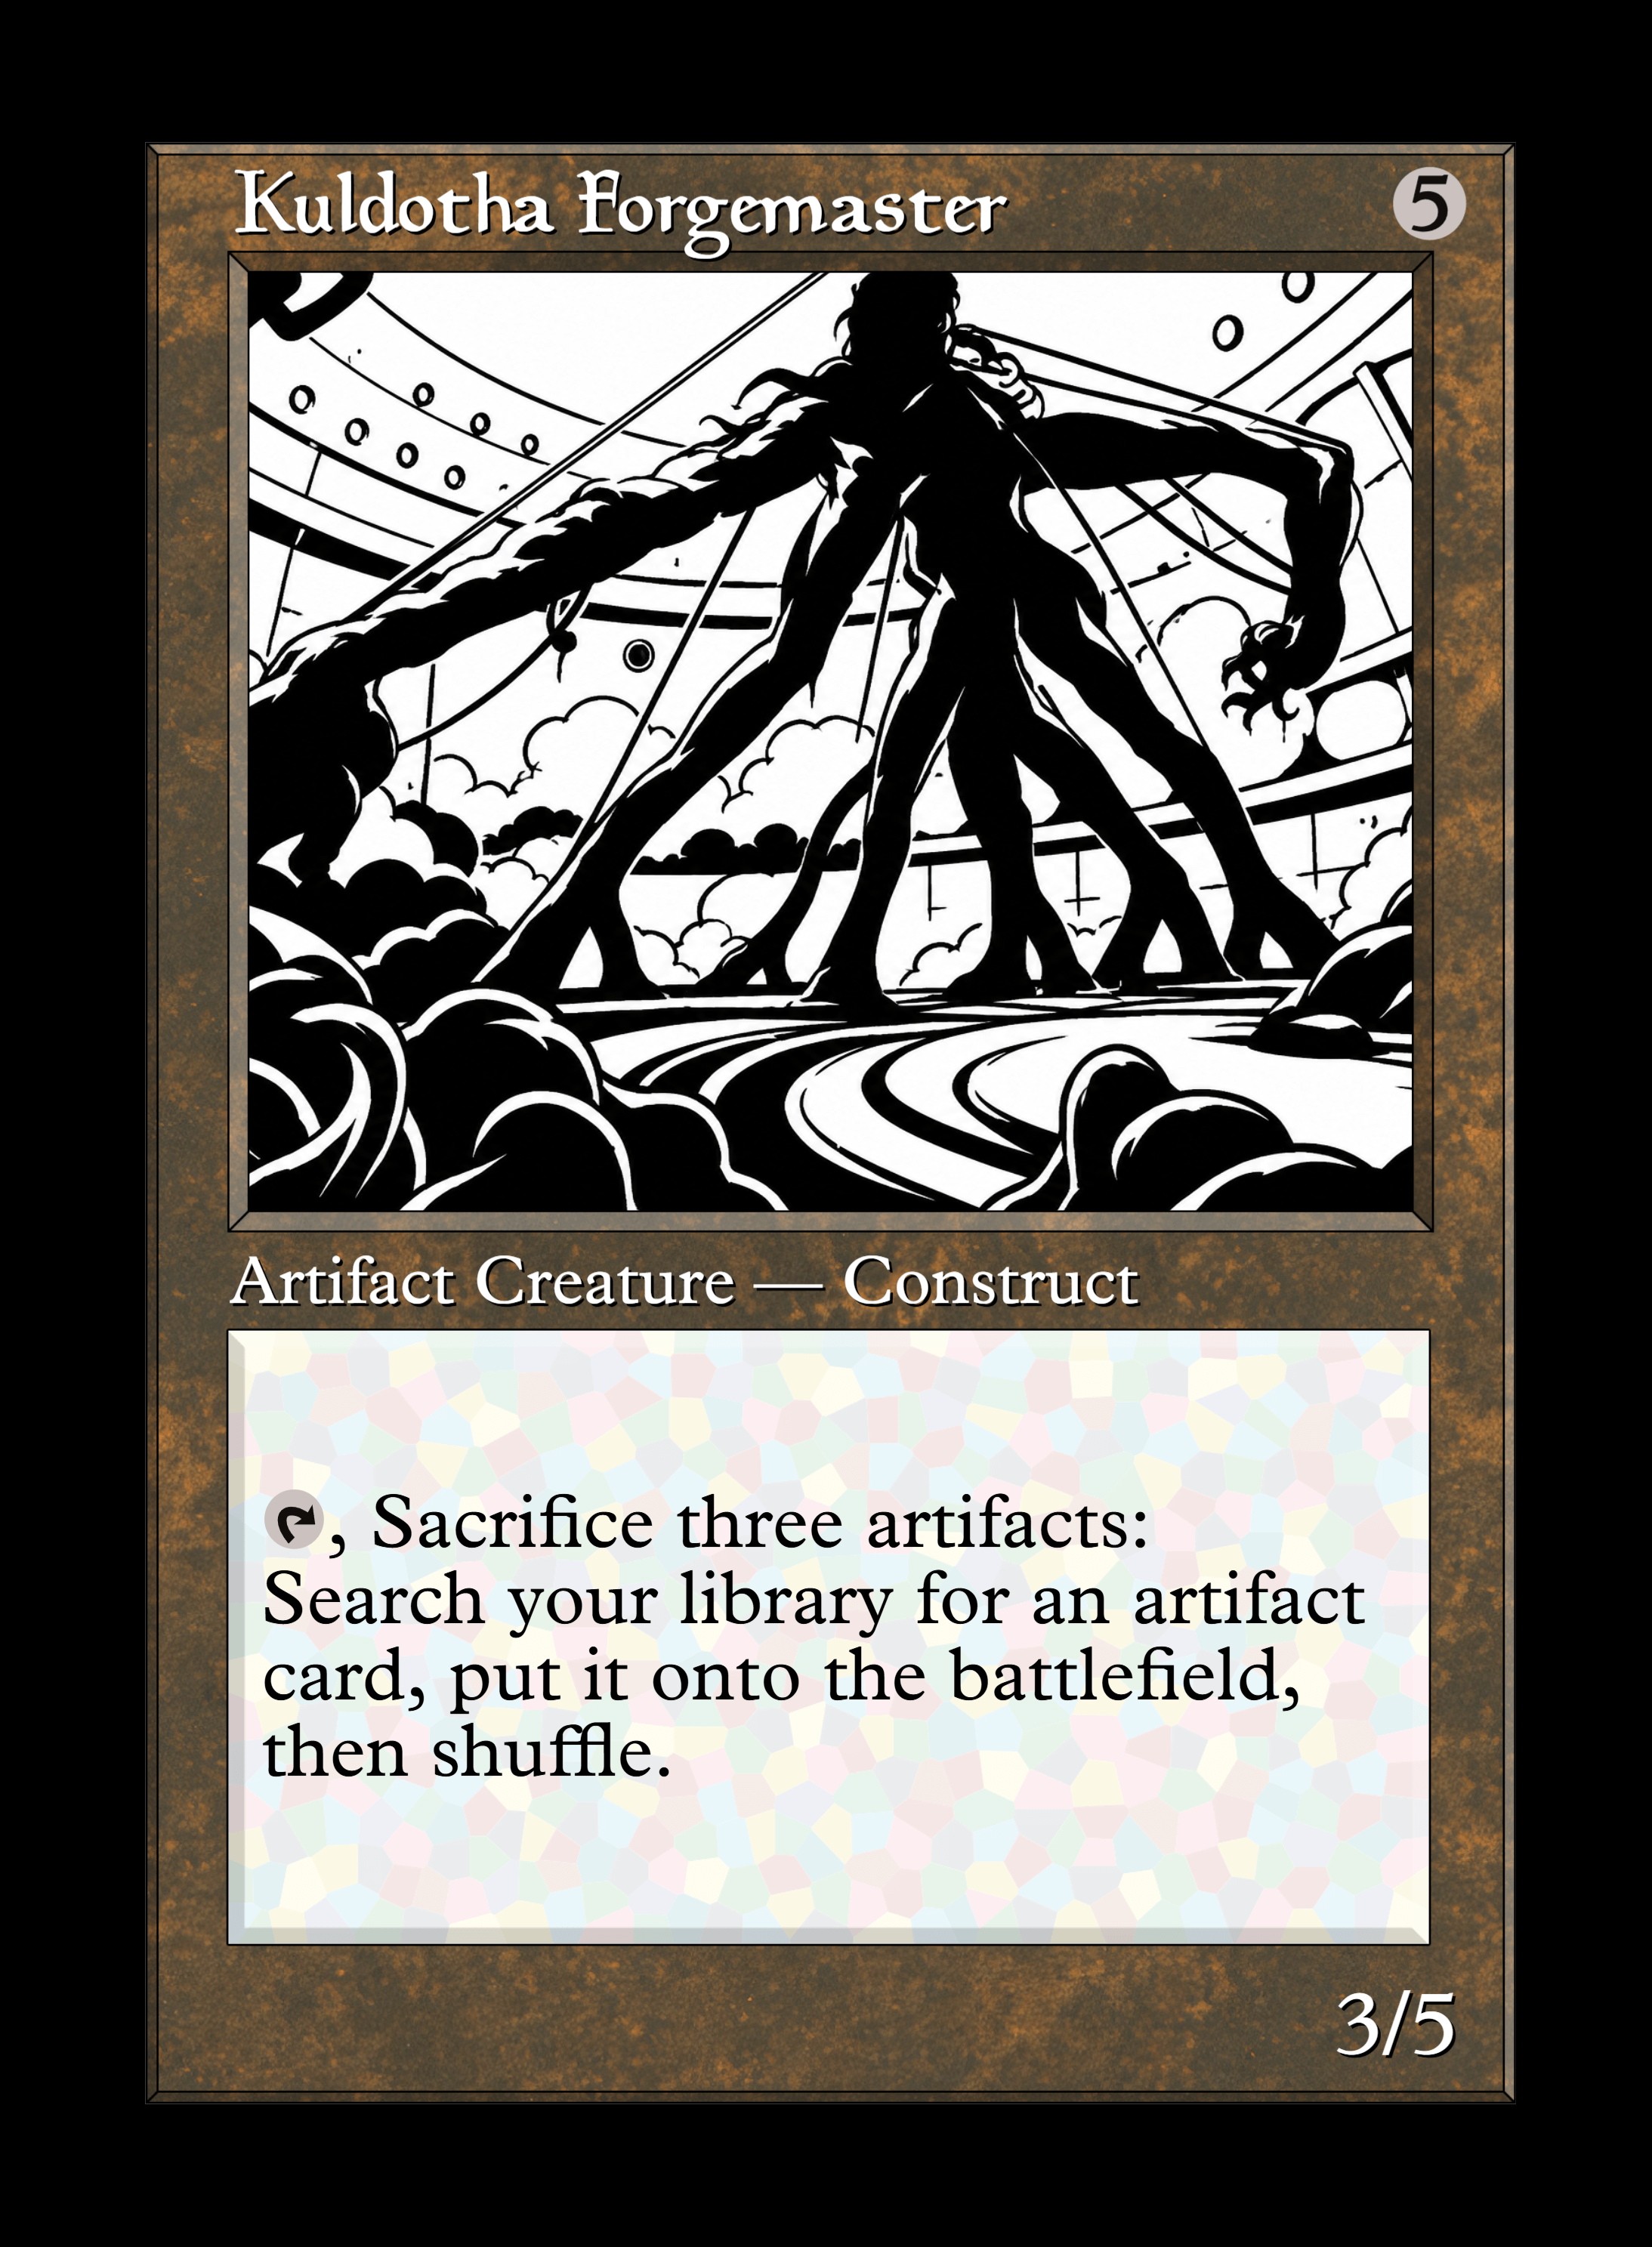 Kuldotha Forgemaster
5
Artifact Creature — Construct
, Sacrifice three artifacts:
Search your library for an artifact
card, put it onto the battlefield,
then shuffle.
3/5